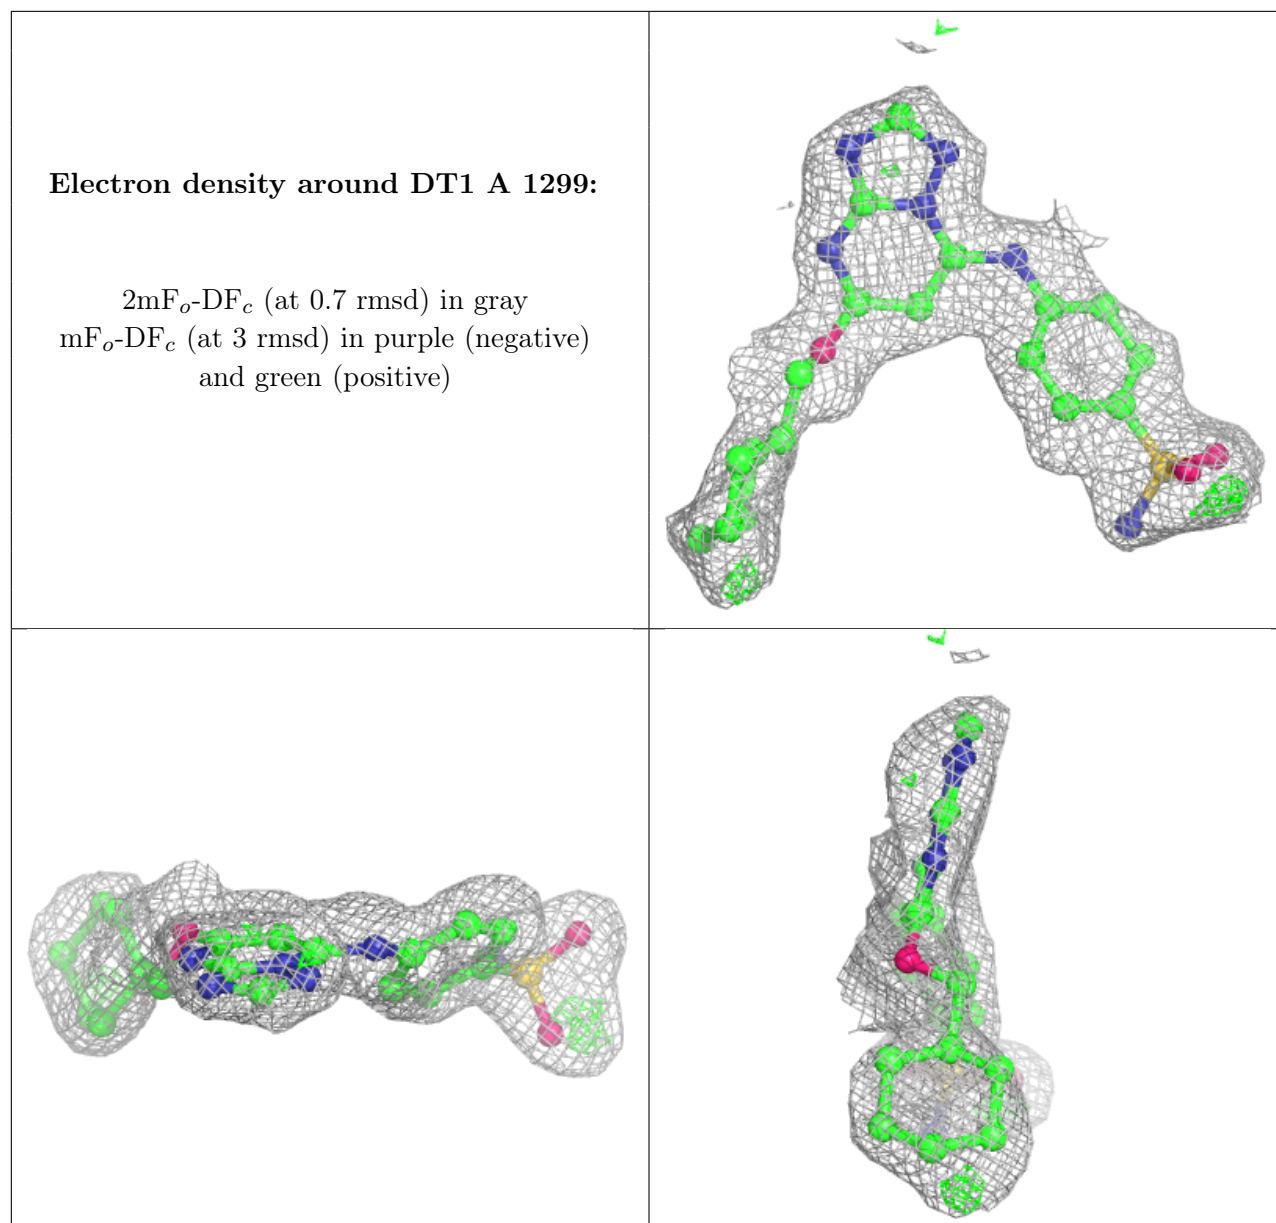 Electron density around DT1 A 1299:
2mFo-DFc (at 0.7 rmsd) in gray
mFo-DFc (at 3 rmsd) in purple (negative)
and green (positive)